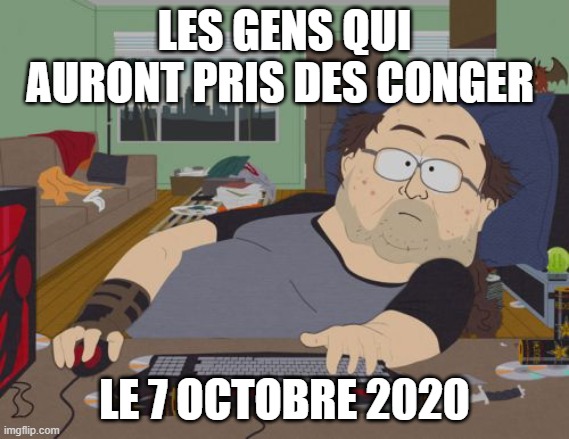 LES GENS QUI
AURONT PRIS DES CONGER
LE 7 OCTOBRE 2020
imgflip.com